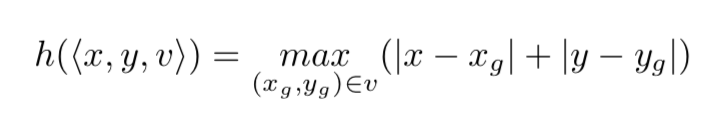 h(⟨x, y, v⟩) = max (|x − x_g| + |y − y_g|)
(x_g,y_g)∈v